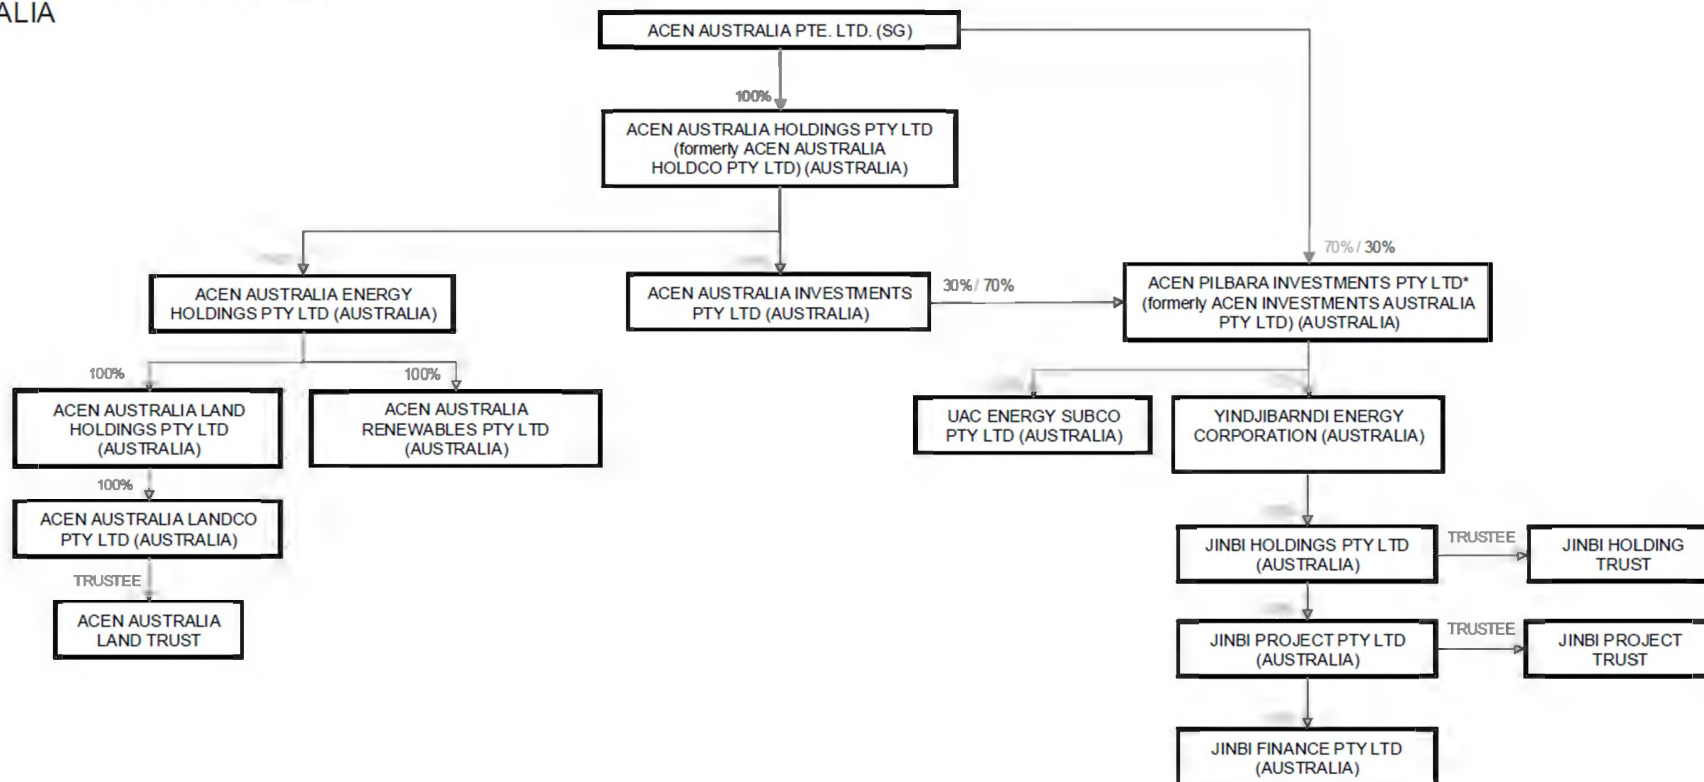 ALIA
ACEN AUSTRALIA PTE. LTD. (SG)
100%
ACEN AUSTRALIA HOLDINGS PTY LTD
(formerly ACEN AUSTRALIA
HOLDCO PTY LTD) (AUSTRALIA)
70% / 30%
ACEN AUSTRALIA ENERGY
HOLDINGS PTY LTD (AUSTRALIA)
ACEN AUSTRALIA INVESTMENTS
PTY LTD (AUSTRALIA)
30% / 70%
ACEN PILBARA INVESTMENTS PTY LTD*
(formerly ACEN INVESTMENTS AUSTRALIA
PTY LTD) (AUSTRALIA)
100%
100%
ACEN AUSTRALIA LAND
HOLDINGS PTY LTD
(AUSTRALIA)
ACEN AUSTRALIA
RENEWABLES PTY LTD
(AUSTRALIA)
UAC ENERGY SUBCO
PTY LTD (AUSTRALIA)
YINDJIBARNDI ENERGY
CORPORATION (AUSTRALIA)
100%
ACEN AUSTRALIA LANDCO
PTY LTD (AUSTRALIA)
JINBI HOLDINGS PTY LTD
(AUSTRALIA)
TRUSTEE
JINBI HOLDING
TRUST
TRUSTEE
ACEN AUSTRALIA
LAND TRUST
JINBI PROJECT PTY LTD
(AUSTRALIA)
TRUSTEE
JINBI PROJECT
TRUST
JINBI FINANCE PTY LTD
(AUSTRALIA)